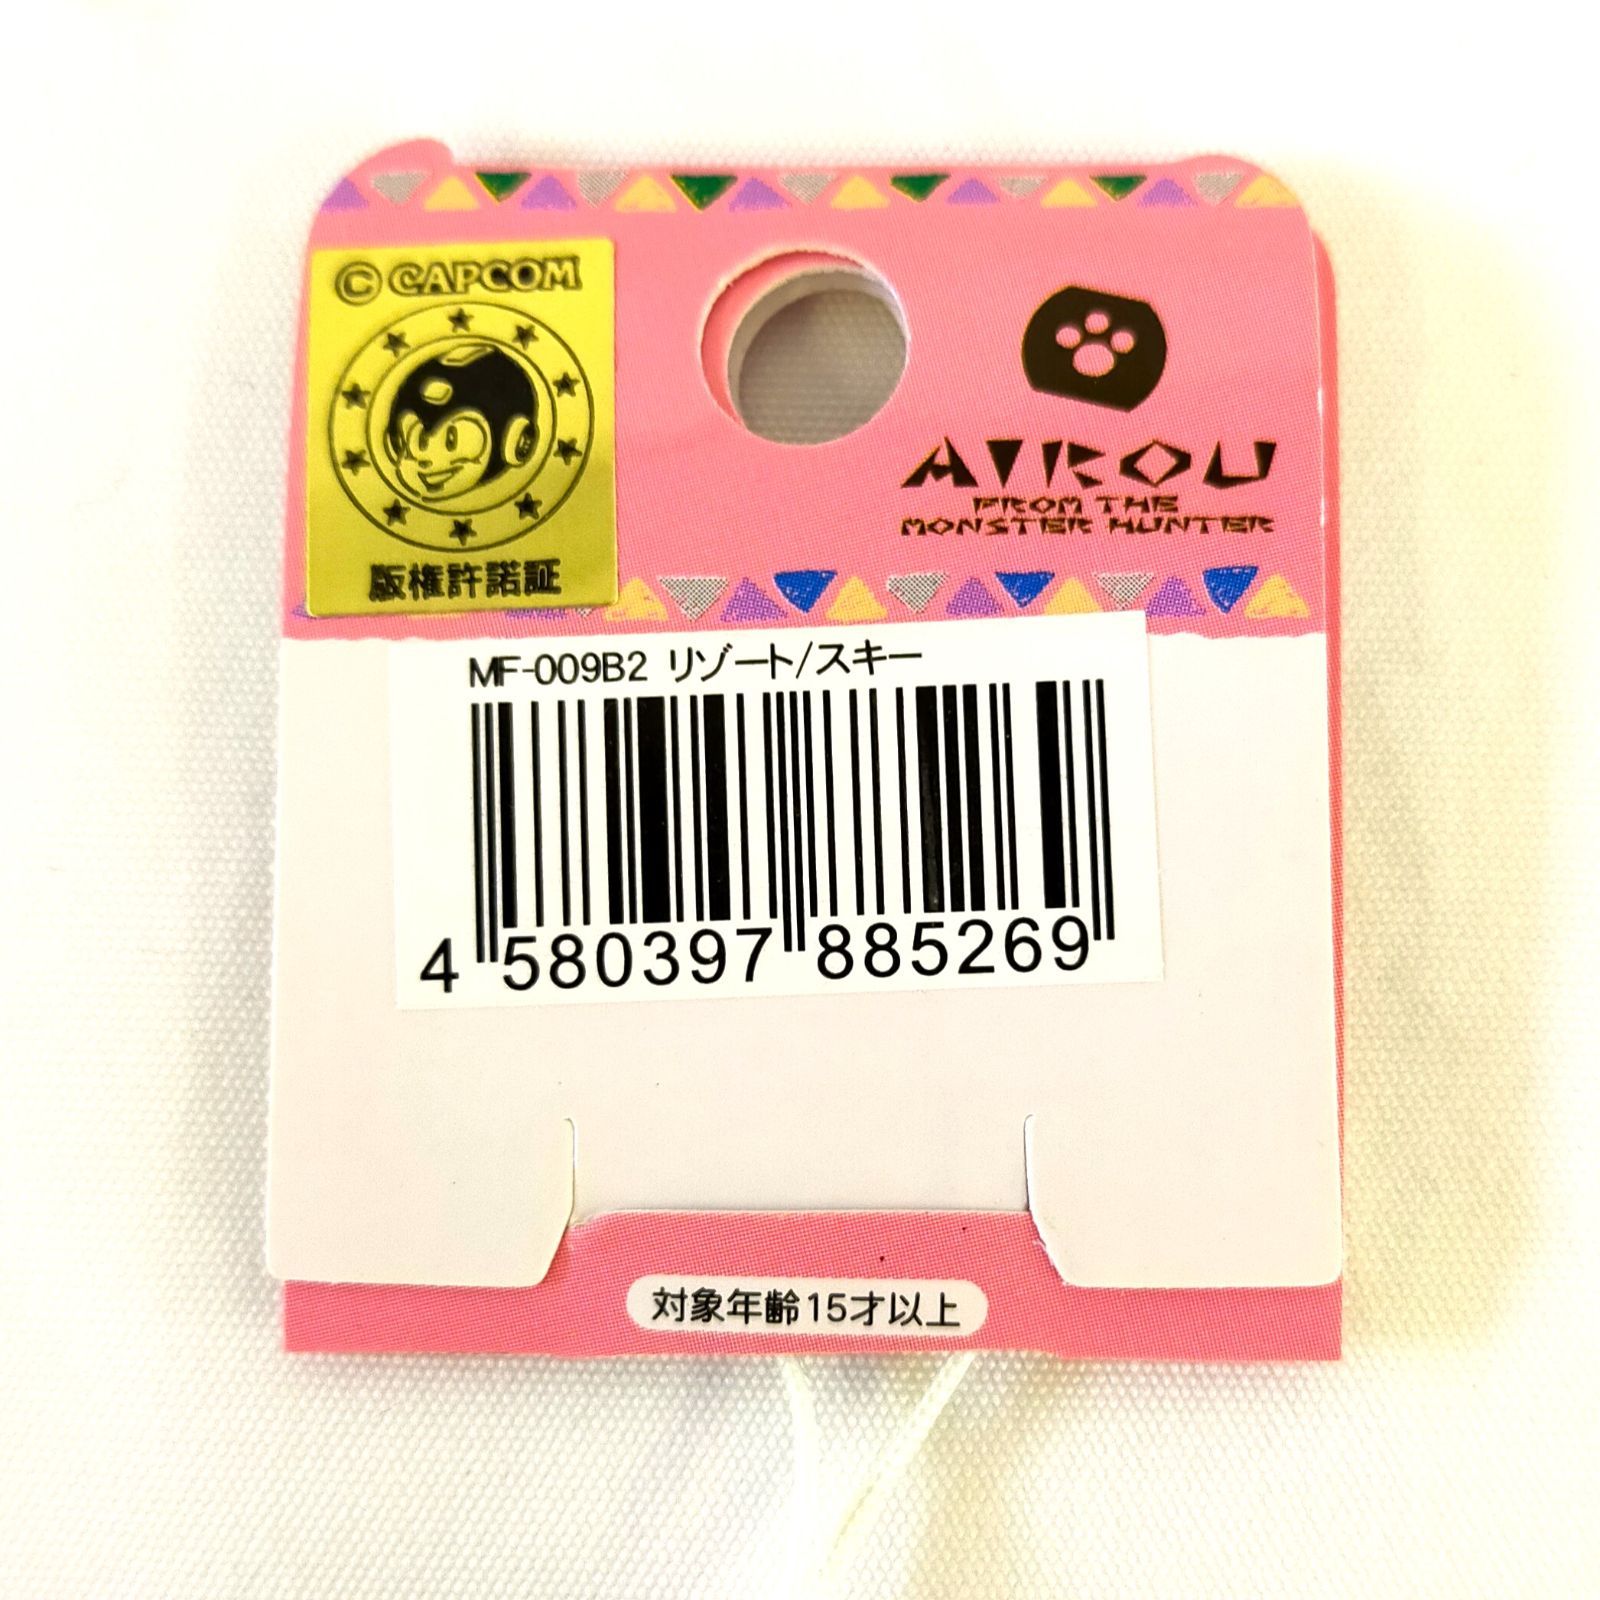 © CAPCOM
版権許諾証
AIROU
FROM THE
MONSTER HUNTER
MF-009B2 リゾート/スキー
4 580397 885269
対象年齢15才以上